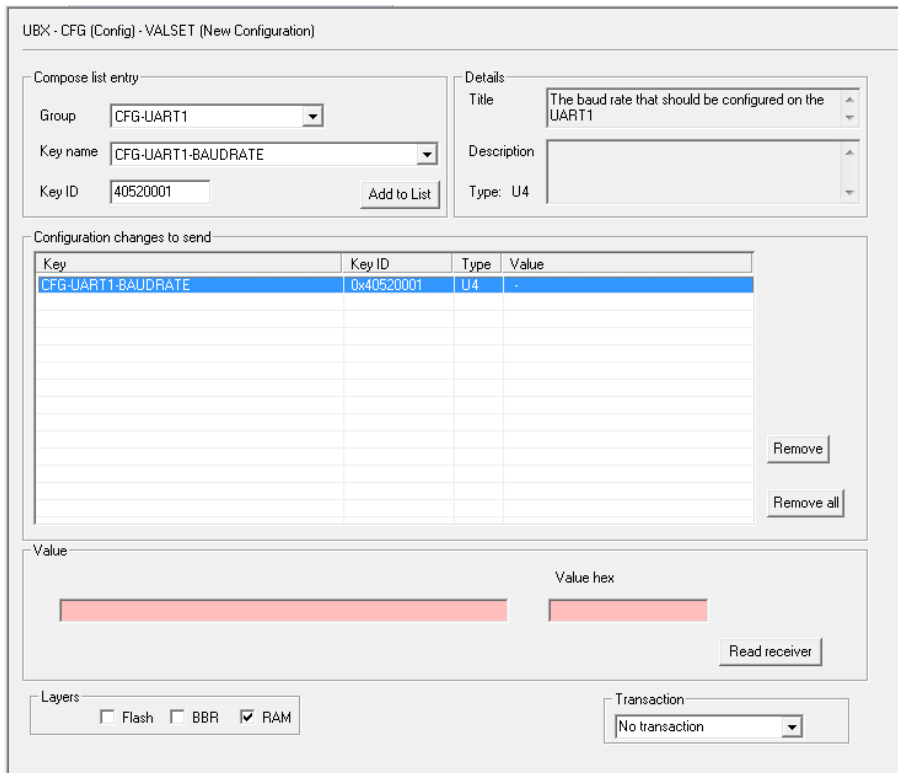 UBX - CFG (Config) - VALSET (New Configuration)
Compose list entry
Group CFG-UART1
Key name CFG-UART1-BAUDRATE
Key ID 40520001 Add to List
Details
Title The baud rate that should be configured on the
UART1
Description
Type: U4
Configuration changes to send
Key Key ID Type Value
CFG-UART1-BAUDRATE 0x40520001 U4 -
Remove
Remove all
Value
Value hex
Read receiver
Layers
Flash BBR RAM
Transaction
No transaction